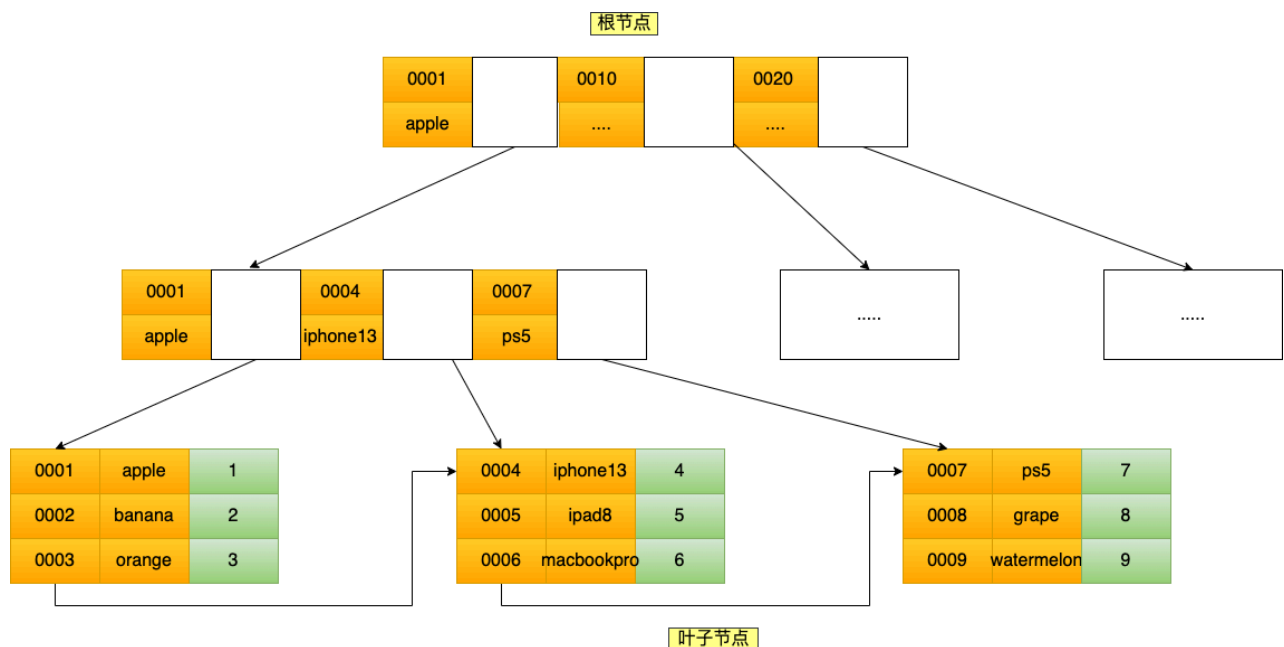 根节点
0001 0010 0020
apple .... ....
0001 0004 0007
apple iphone13 ps5
..... .....
0001 apple 1
0002 banana 2
0003 orange 3
0004 iphone13 4
0005 ipad8 5
0006 macbookpro 6
0007 ps5 7
0008 grape 8
0009 watermelon 9
叶子节点